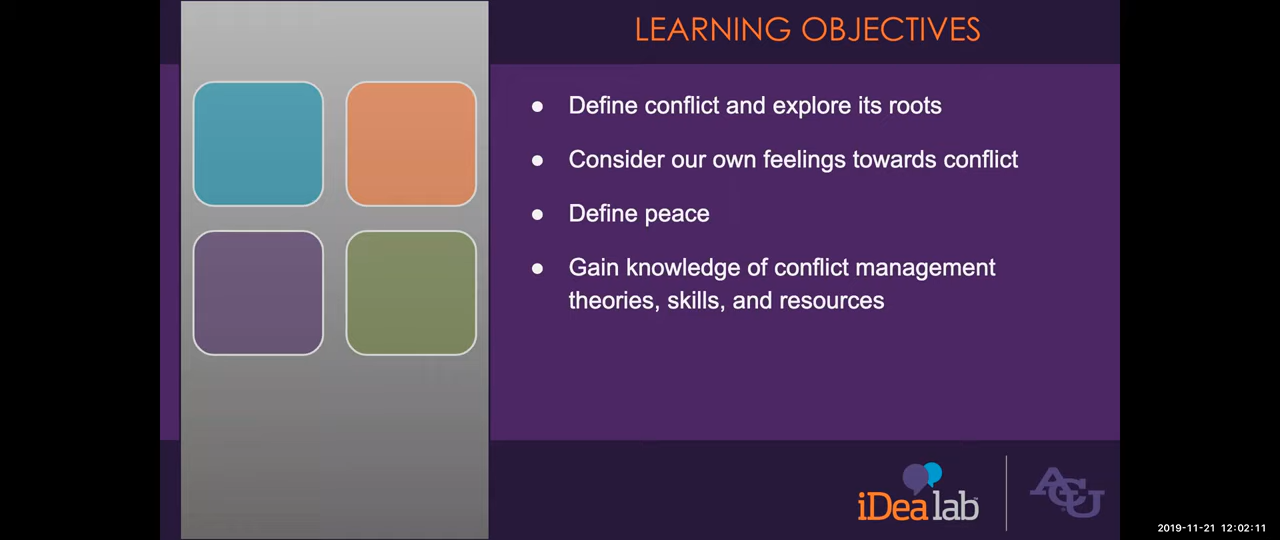 LEARNING OBJECTIVES
● Define conflict and explore its roots
● Consider our own feelings towards conflict
● Define peace
● Gain knowledge of conflict management
theories, skills, and resources
iDea lab
ACU
2019-11-21 12:02:11